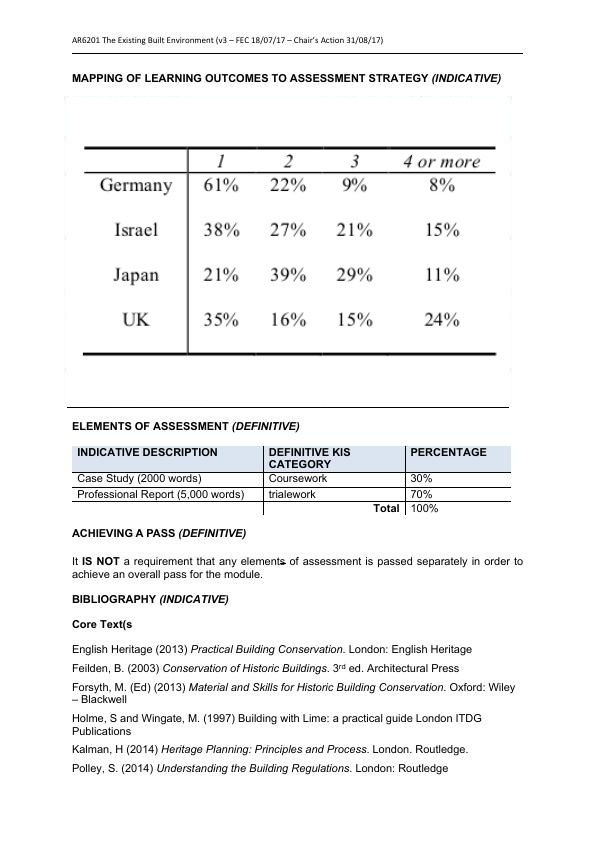 AR6201 The Existing Built Environment (v3 – FEC 18/07/17 – Chair's Action 31/08/17)
MAPPING OF LEARNING OUTCOMES TO ASSESSMENT STRATEGY (INDICATIVE)
1 2 3 4 or more
Germany 61% 22% 9% 8%
Israel 38% 27% 21% 15%
Japan 21% 39% 29% 11%
UK 35% 16% 15% 24%
ELEMENTS OF ASSESSMENT (DEFINITIVE)
INDICATIVE DESCRIPTION DEFINITIVE KIS PERCENTAGE
CATEGORY
Case Study (2000 words) Coursework 30%
Professional Report (5,000 words) trialework 70%
Total 100%
ACHIEVING A PASS (DEFINITIVE)
It IS NOT a requirement that any elements of assessment is passed separately in order to
achieve an overall pass for the module.
BIBLIOGRAPHY (INDICATIVE)
Core Text(s
English Heritage (2013) Practical Building Conservation. London: English Heritage
Feilden, B. (2003) Conservation of Historic Buildings. 3rd ed. Architectural Press
Forsyth, M. (Ed) (2013) Material and Skills for Historic Building Conservation. Oxford: Wiley
– Blackwell
Holme, S and Wingate, M. (1997) Building with Lime: a practical guide London ITDG
Publications
Kalman, H (2014) Heritage Planning: Principles and Process. London. Routledge.
Polley, S. (2014) Understanding the Building Regulations. London: Routledge